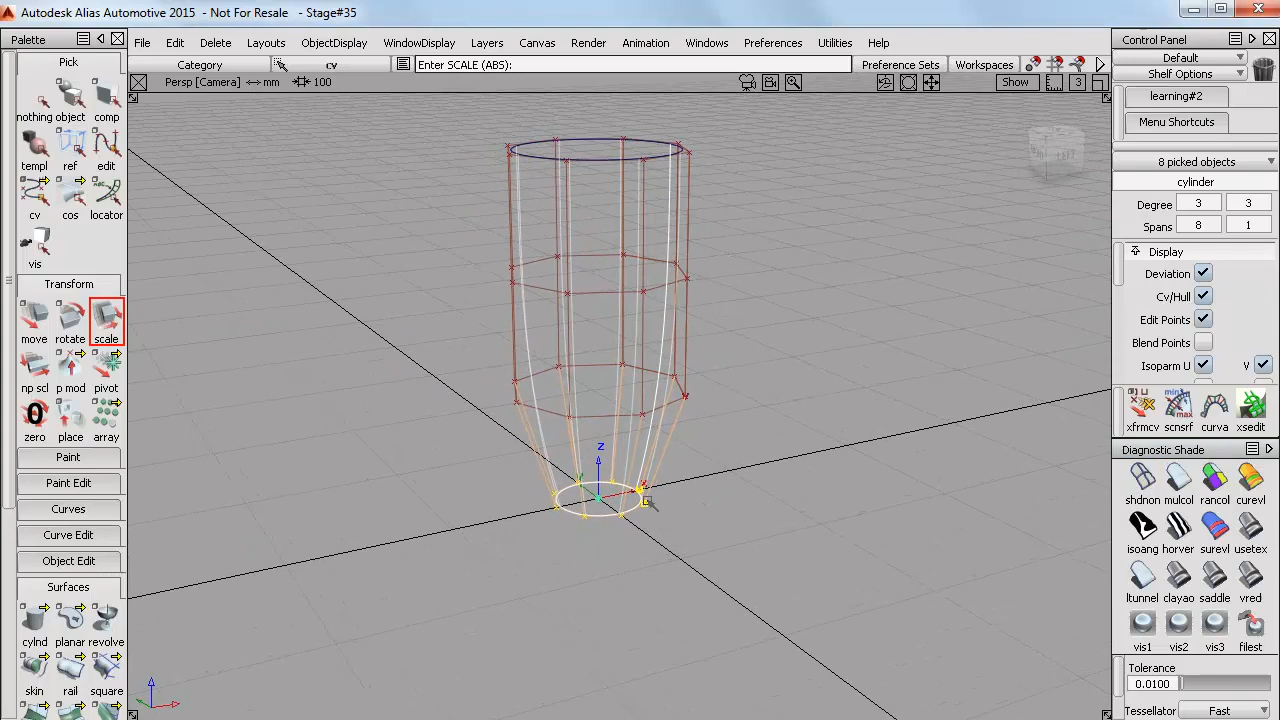 Autodesk Alias Automotive 2015 - Not For Resale - Stage#35
Palette
Control Panel
File Edit Delete Layouts ObjectDisplay WindowDisplay Layers Canvas Render Animation Windows Preferences Utilities Help
Category cv Enter SCALE (ABS): Preference Sets Workspaces
Persp [Camera] mm 100 Show 3
Pick
nothing object comp
templ ref edit
cv cos locator
vis
Transform
move rotate scale
np scl p mod pivot
0
zero place array
Paint
Paint Edit
Curves
Curve Edit
Object Edit
Surfaces
cylnd planar revolve
skin rail square
Z
LEFT
Default
Shelf Options
learning#2
Menu Shortcuts
8 picked objects
cylinder
Degree 3 3
Spans 8 1
Display
Deviation
Cv/Hull
Edit Points
Blend Points
Isoparm U V
xfrmcv scnsrf curva xsedit
Diagnostic Shade
shdnon mulcol rancol curevl
isoang horver surevl usetex
ltunnel clayao saddle vred
vis1 vis2 vis3 filest
Tolerance
0.0100
Tessellator Fast